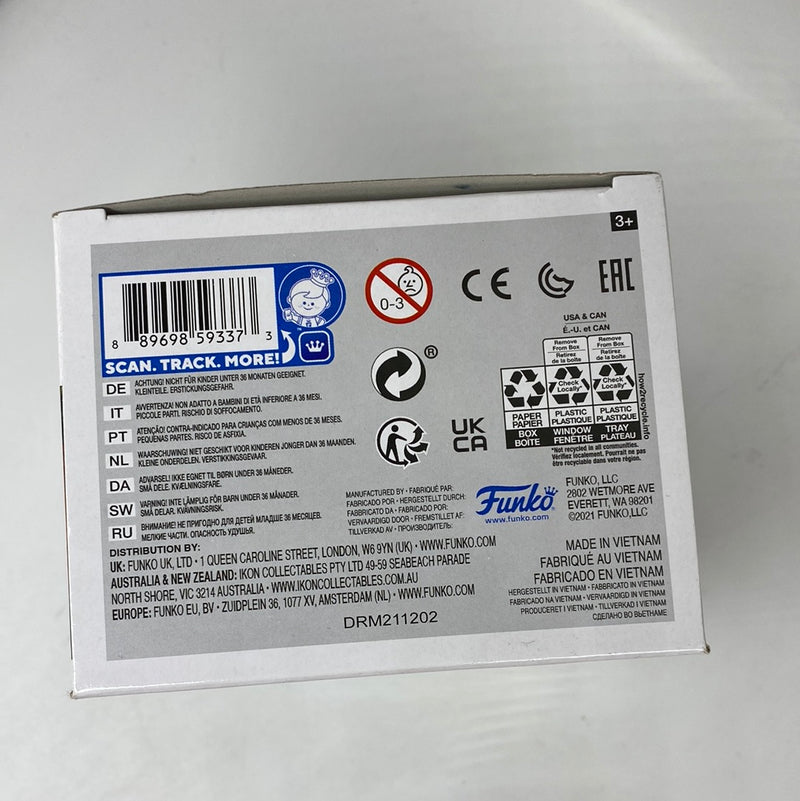 3+
8 89698 59337 3
SCAN. TRACK. MORE!
™
0-3
CE
EAC
®
UK
CA
USA & CAN
É.-U. et CAN
Remove From Box
Retirez de la boîte
Remove From Box
Retirez de la boîte
Check Locally*
Check Locally*
PAPER PAPIER
PLASTIC PLASTIQUE
PLASTIC PLASTIQUE
BOX BOÎTE
WINDOW FENÊTRE
TRAY PLATEAU
how2recycle.info
*Not recycled in all communities.
Vérifiez localement. Pourrait ne pas
être recyclable dans votre région.
DE ACHTUNG! NICHT FÜR KINDER UNTER 36 MONATEN GEEIGNET.
KLEINTEILE. ERSTICKUNGSGEFAHR.
IT AVVERTENZA! NON ADATTO A BAMBINI DI ETÀ INFERIORE A 36 MESI.
PICCOLE PARTI. RISCHIO DI SOFFOCAMENTO.
PT ATENÇÃO! CONTRA-INDICADO PARA CRIANÇAS COM MENOS DE 36 MESES.
PEQUENAS PARTES. RISCO DE ASFIXIA.
NL WAARSCHUWING! NIET GESCHIKT VOOR KINDEREN JONGER DAN 36 MAANDEN.
KLEINE ONDERDELEN. VERSTIKKINGSGEVAAR.
DA ADVARSEL! IKKE EGNET TIL BØRN UNDER 36 MÅNEDER.
SMÅ DELE. KVÆLNINGSFARE.
SW VARNING! INTE LÄMPLIG FÖR BARN UNDER 36 MÅNADER.
SMÅ DELAR. KVÄVNINGSRISK.
RU ВНИМАНИЕ! НЕ ПРИГОДНО ДЛЯ ДЕТЕЙ МЛАДШЕ 36 МЕСЯЦЕВ.
МЕЛКИЕ ЧАСТИ. ОПАСНОСТЬ УДУШЬЯ.
MANUFACTURED BY • FABRIQUÉ PAR:
FABRICADO POR • HERGESTELLT DURCH:
FABBRICATO DA • FABRICADO POR:
VERVAARDIGD DOOR • FREMSTILLET AF:
TILLVERKAD AV • ПРОИЗВОДИТЕЛЬ:
Funko
www.funko.com
FUNKO, LLC
2802 WETMORE AVE
EVERETT, WA 98201
©2021 FUNKO,LLC
DISTRIBUTION BY:
UK: FUNKO UK, LTD • 1 QUEEN CAROLINE STREET, LONDON, W6 9YN (UK) • WWW.FUNKO.COM
AUSTRALIA & NEW ZEALAND: IKON COLLECTABLES PTY LTD 49-59 SEABEACH PARADE
NORTH SHORE, VIC 3214 AUSTRALIA • WWW.IKONCOLLECTABLES.COM.AU
EUROPE: FUNKO EU, BV • ZUIDPLEIN 36, 1077 XV, AMSTERDAM (NL) • WWW.FUNKO.COM
DRM211202
MADE IN VIETNAM
FABRIQUÉ AU VIETNAM
FABRICADO EN VIETNAM
HERGESTELLT IN VIETNAM • FABBRICATO IN VIETNAM
FABRICADO NA VIETNAM • VERVAARDIGD IN VIETNAM
PRODUCERET I VIETNAM • TILLVERKAD I VIETNAM
СДЕЛАНО ВО ВЬЕТНАМЕ